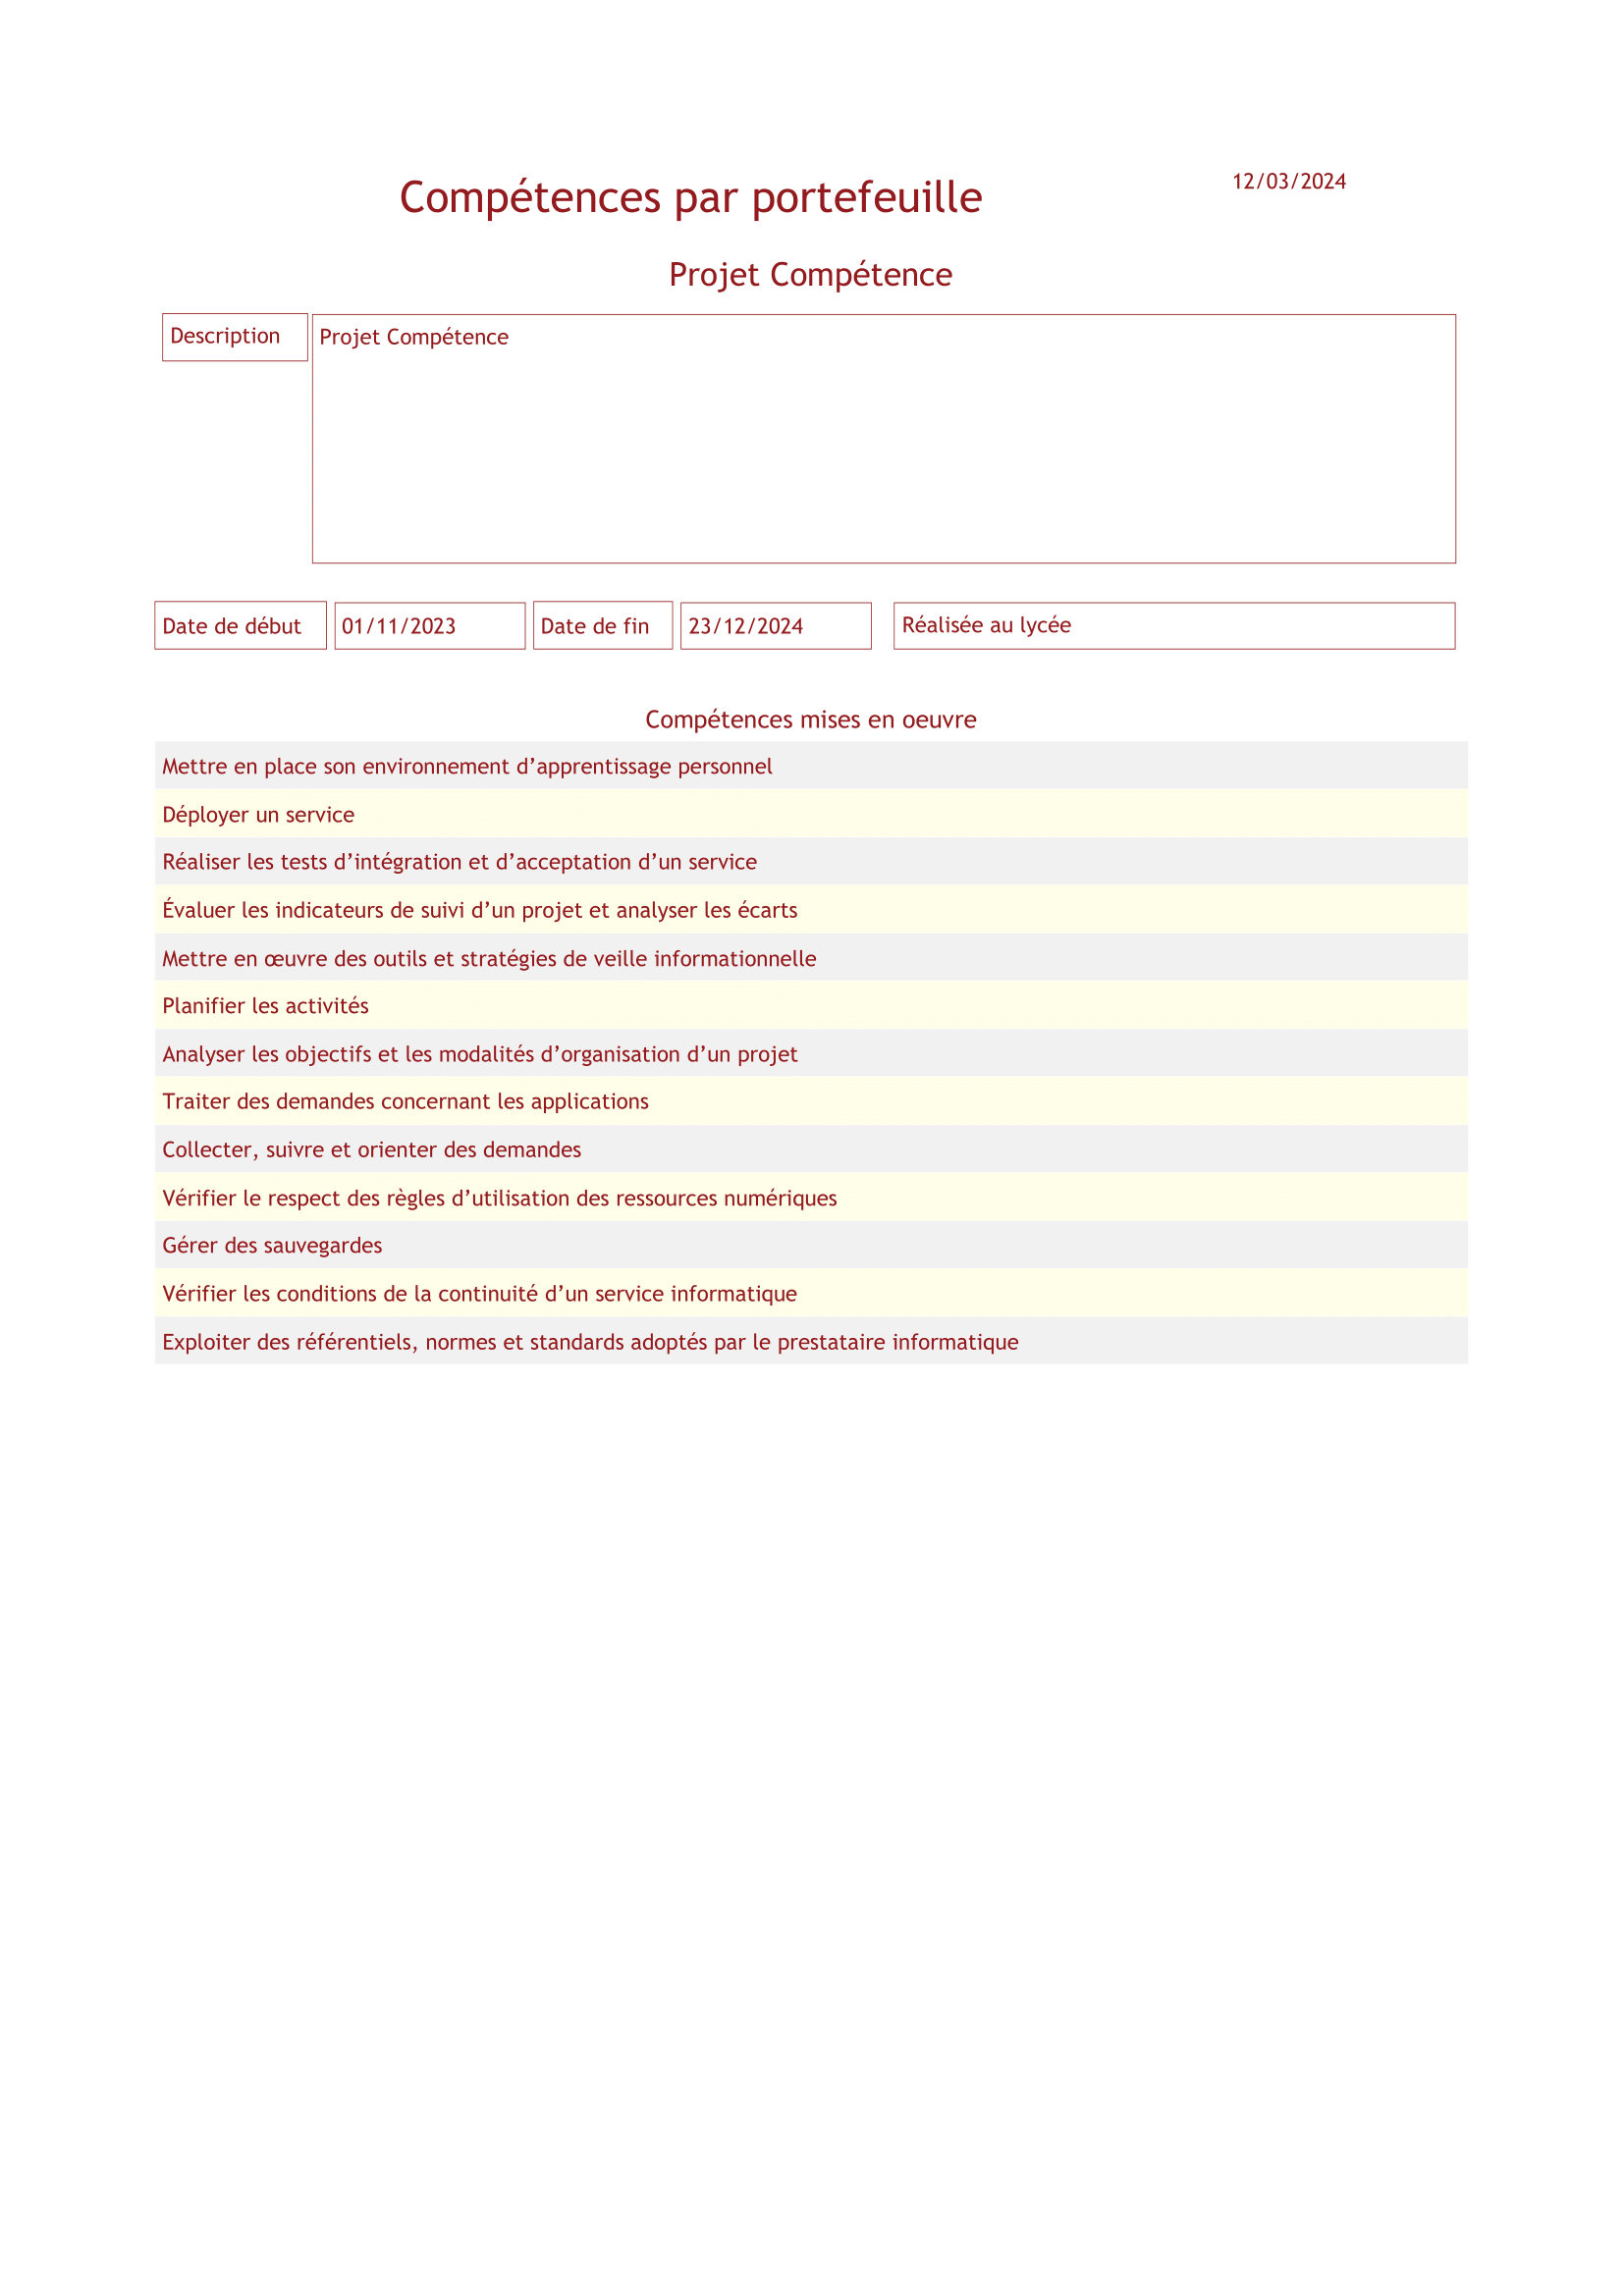 Compétences par portefeuille
12/03/2024
Projet Compétence
Description
Projet Compétence
Date de début
01/11/2023
Date de fin
23/12/2024
Réalisée au lycée
Compétences mises en oeuvre
Mettre en place son environnement d’apprentissage personnel
Déployer un service
Réaliser les tests d’intégration et d’acceptation d’un service
Évaluer les indicateurs de suivi d’un projet et analyser les écarts
Mettre en œuvre des outils et stratégies de veille informationnelle
Planifier les activités
Analyser les objectifs et les modalités d’organisation d’un projet
Traiter des demandes concernant les applications
Collecter, suivre et orienter des demandes
Vérifier le respect des règles d’utilisation des ressources numériques
Gérer des sauvegardes
Vérifier les conditions de la continuité d’un service informatique
Exploiter des référentiels, normes et standards adoptés par le prestataire informatique